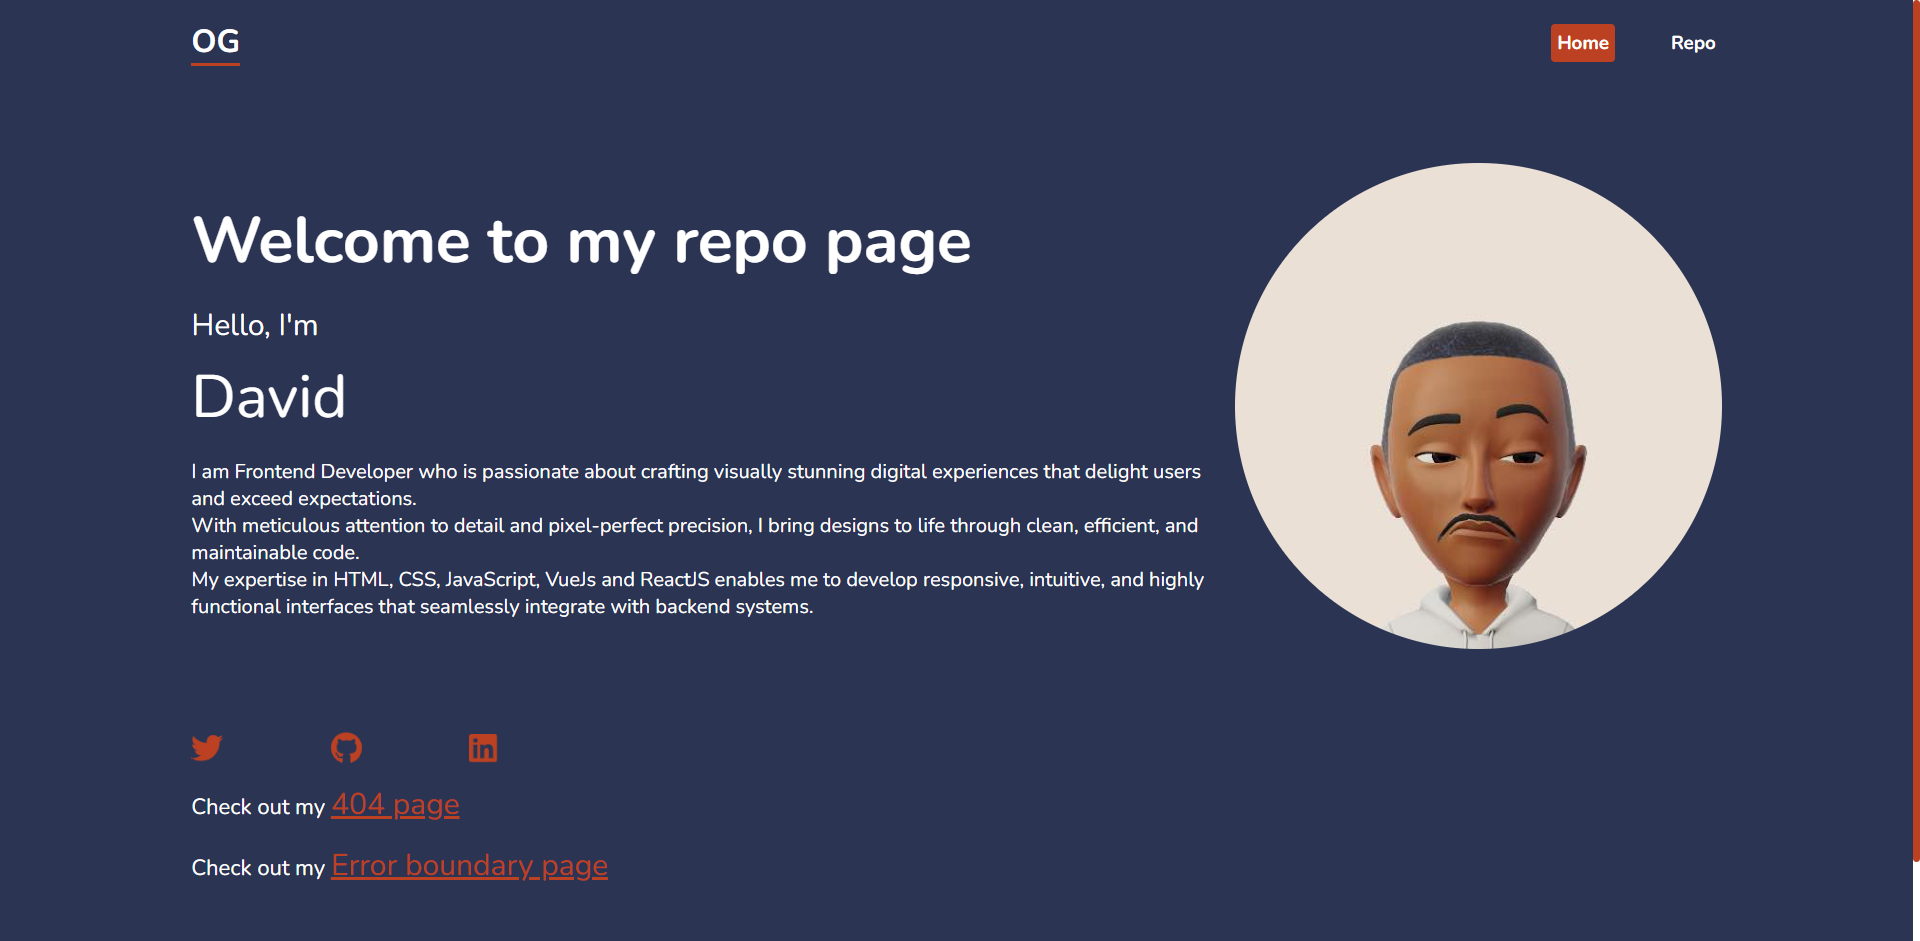 OG
Home
Repo
Welcome to my repo page
Hello, I'm
David
I am Frontend Developer who is passionate about crafting visually stunning digital experiences that delight users
and exceed expectations.
With meticulous attention to detail and pixel-perfect precision, I bring designs to life through clean, efficient, and
maintainable code.
My expertise in HTML, CSS, JavaScript, VueJs and ReactJS enables me to develop responsive, intuitive, and highly
functional interfaces that seamlessly integrate with backend systems.
in
Check out my 404 page
Check out my Error boundary page